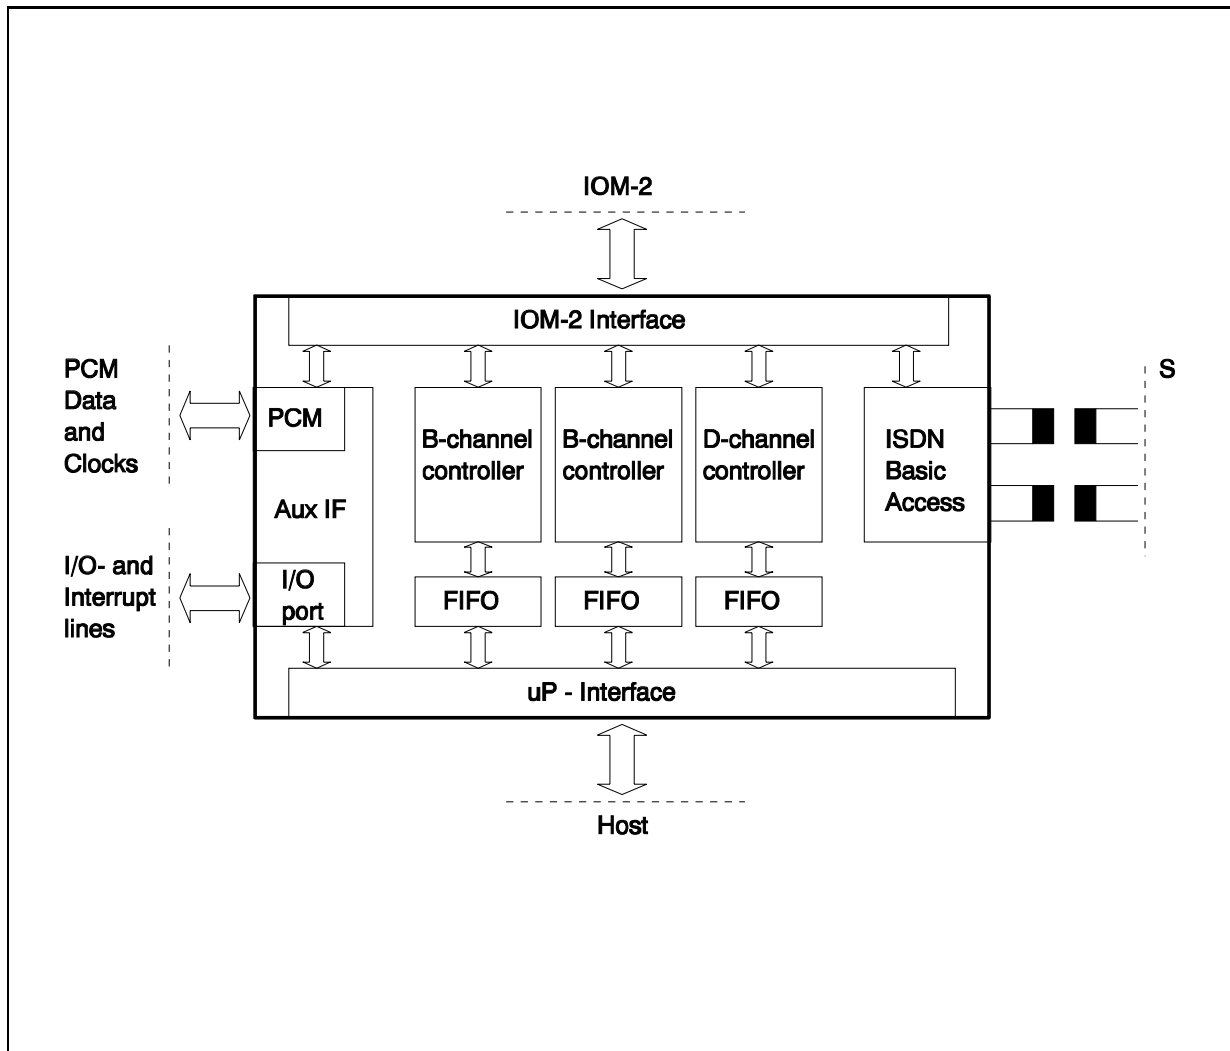 IOM-2
IOM-2 Interface
PCM
Data
and
Clocks
S
PCM
B-channel
controller
B-channel
controller
D-channel
controller
ISDN
Basic
Access
Aux IF
I/O- and
Interrupt
lines
I/O
port
FIFO
FIFO
FIFO
uP - Interface
Host